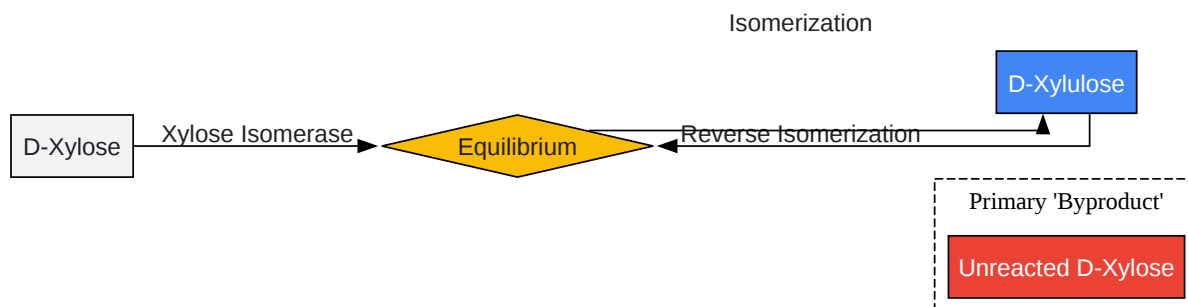 Isomerization
D-Xylulose
D-Xylose
Xylose Isomerase
Equilibrium
Reverse Isomerization
Primary 'Byproduct'
Unreacted D-Xylose